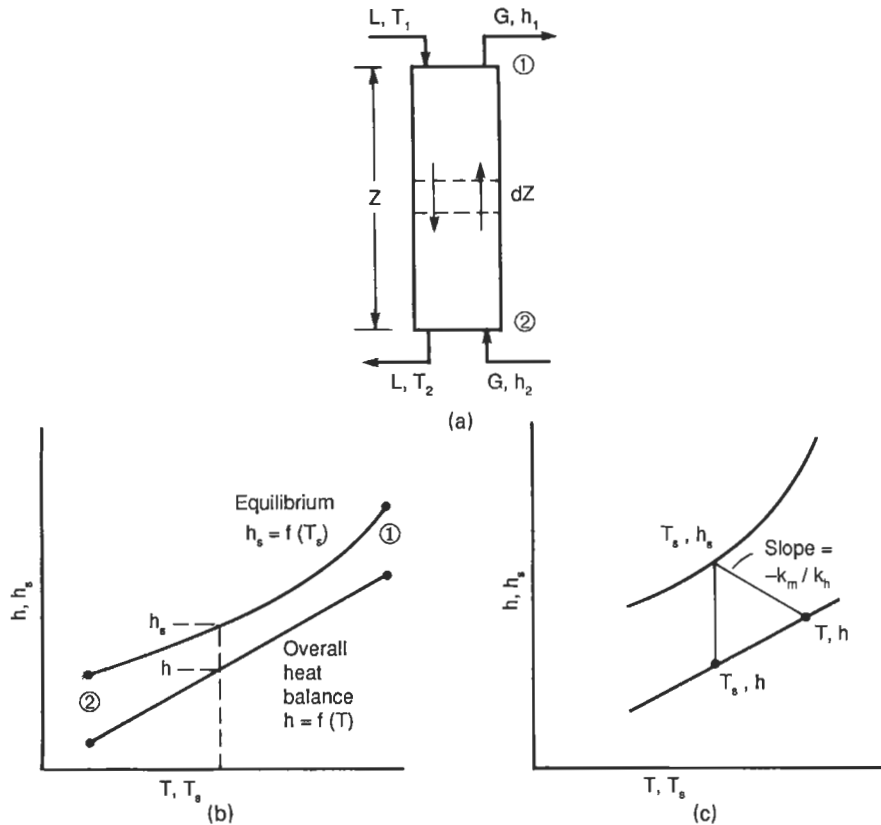 L, T₁
G, h₁
①
Z
dZ
②
L, T₂
G, h₂
(a)
h, hₛ
Equilibrium
hₛ = f (Tₛ)
①
hₛ
h
②
Overall
heat
balance
h = f (T)
T, Tₛ
(b)
h, hₛ
Tₛ , hₛ
Slope =
–kₘ / kₕ
T, h
Tₛ , h
T, Tₛ
(c)